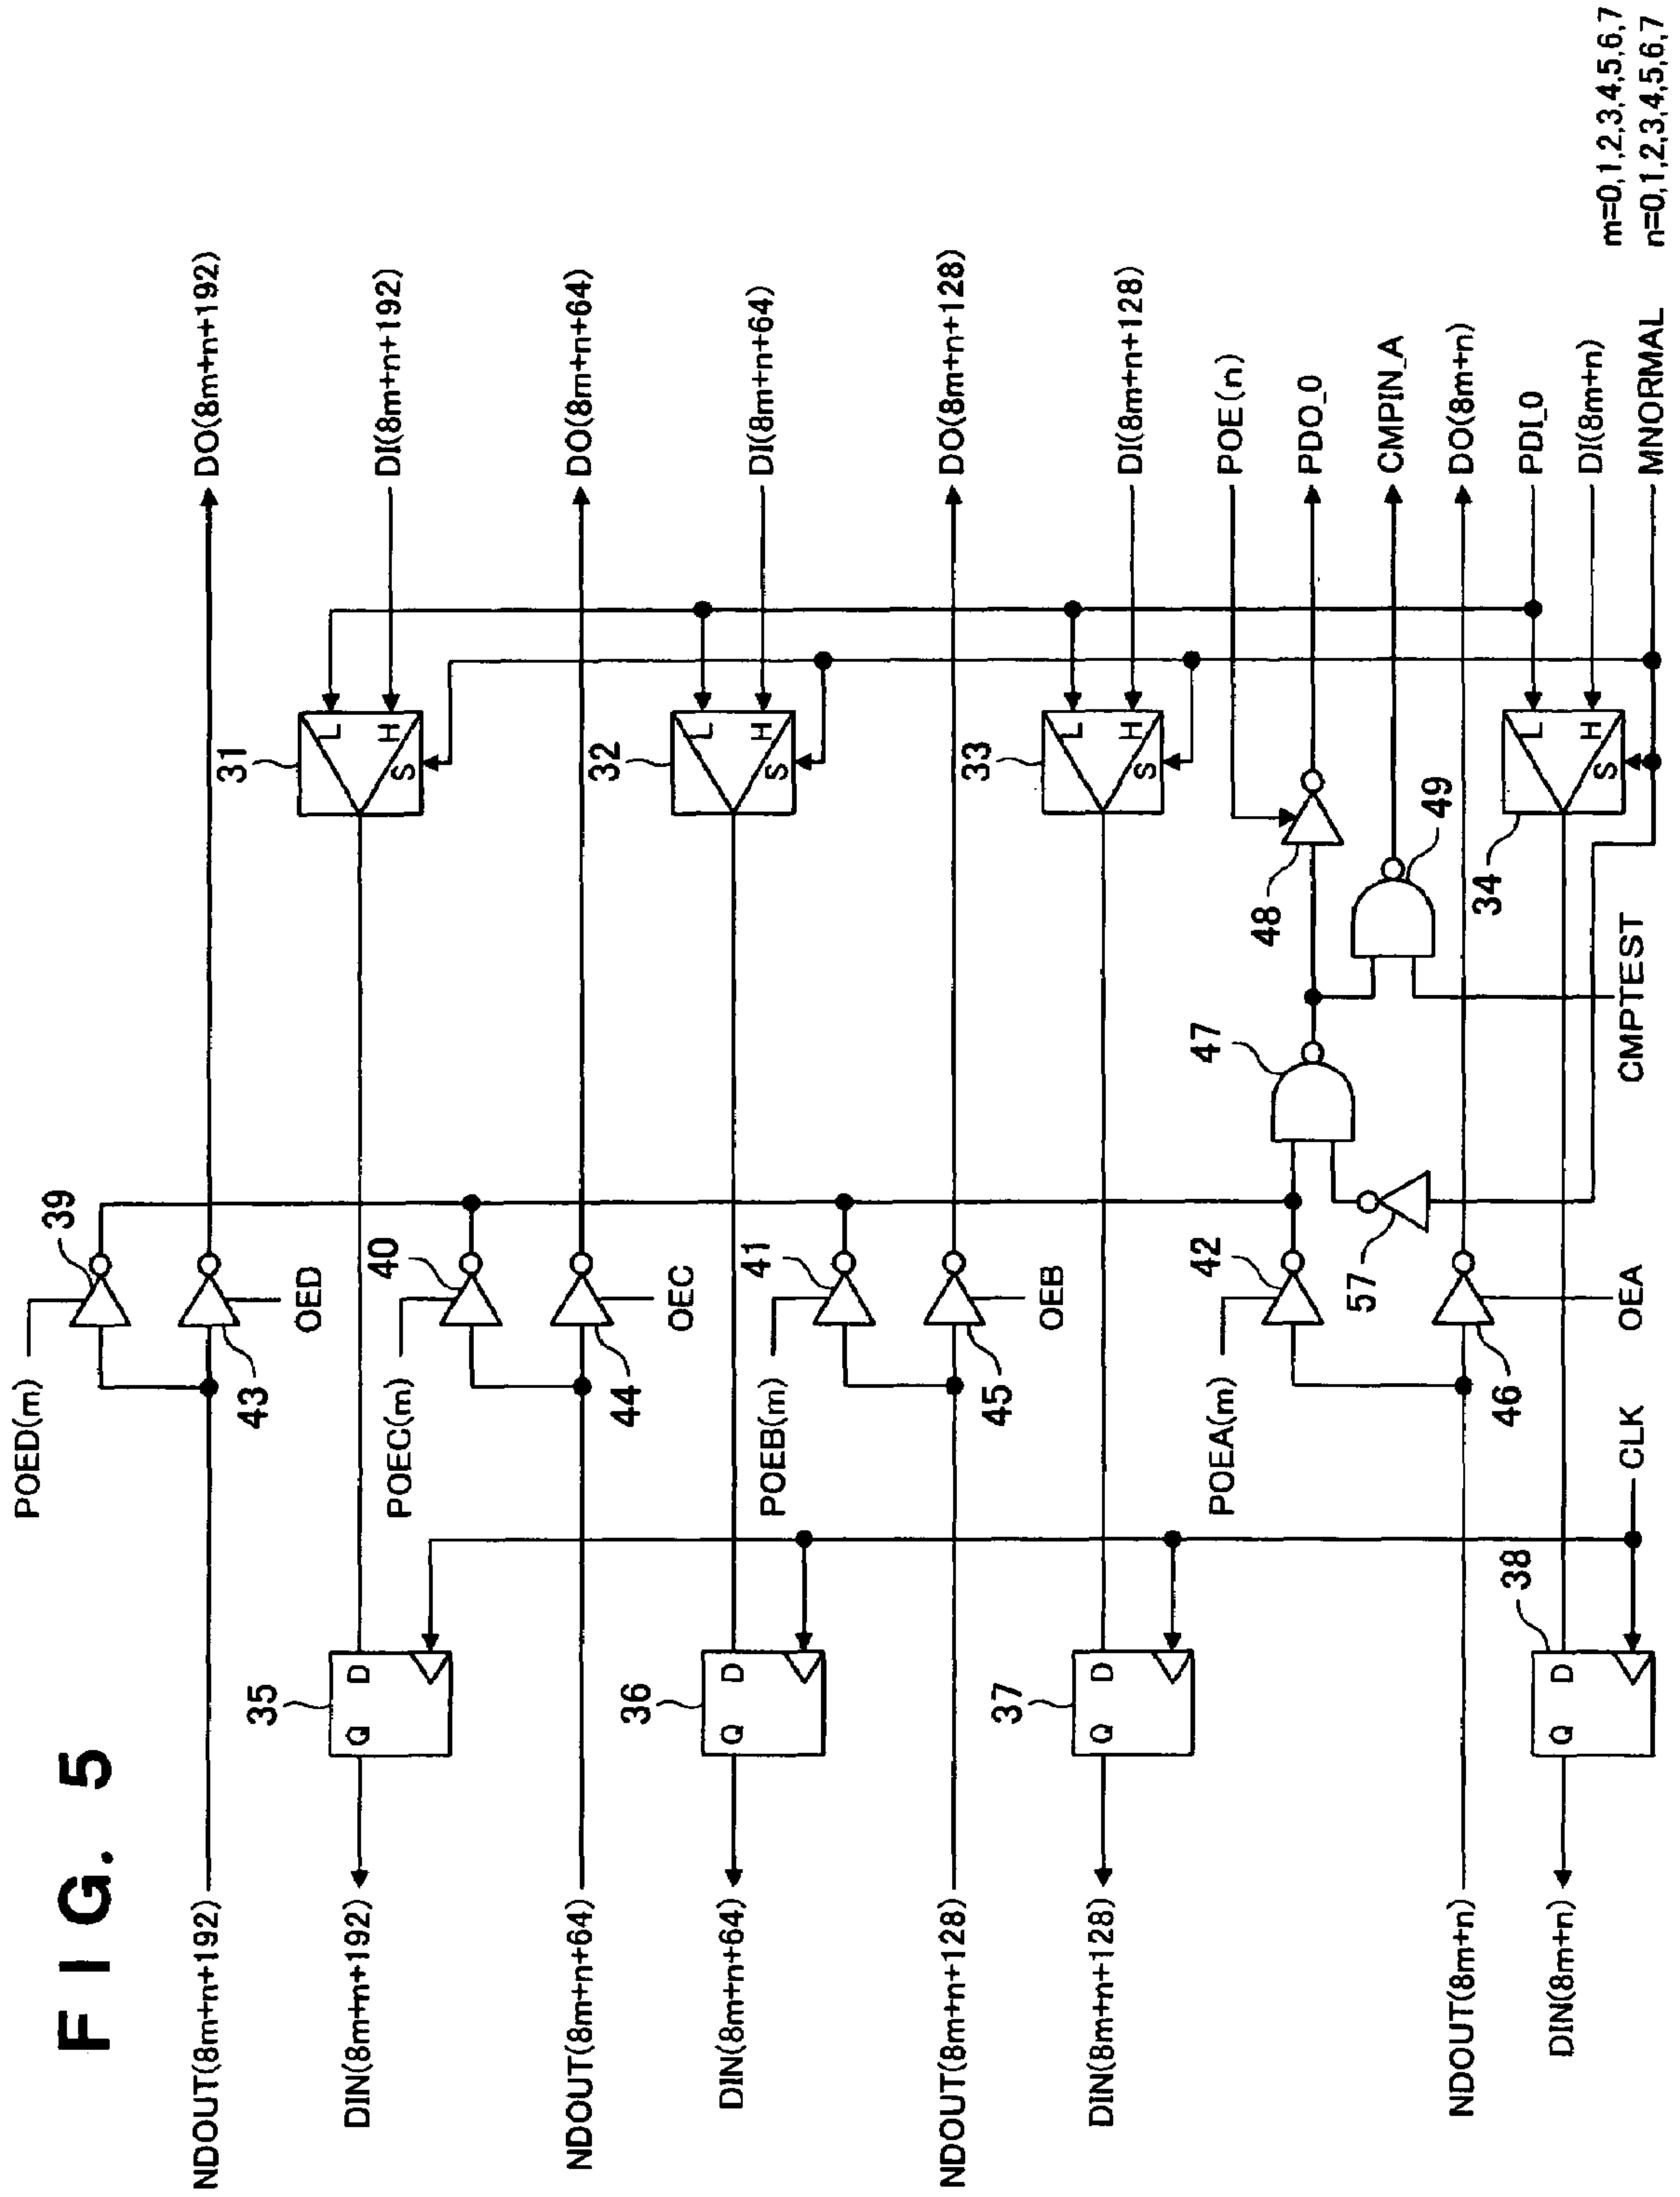 FIG. 5
POED(m)
39
NDOUT(8m+n+192)
DO(8m+n+192)
43
OED
31
L
H
S
DI(8m+n+192)
DIN(8m+n+192)
35
Q
D
POEC(m)
40
NDOUT(8m+n+64)
DO(8m+n+64)
44
OEC
32
L
H
S
DI(8m+n+64)
DIN(8m+n+64)
36
Q
D
POEB(m)
41
NDOUT(8m+n+128)
DO(8m+n+128)
45
OEB
33
L
H
S
DI(8m+n+128)
DIN(8m+n+128)
37
Q
D
POEA(m)
42
47
48
POE(n)
PDO_0
57
49
CMPIN_A
NDOUT(8m+n)
DO(8m+n)
46
OEA
CMPTEST
34
L
H
S
PDI_0
DI(8m+n)
DIN(8m+n)
38
Q
D
CLK
MNORMAL
m=0,1,2,3,4,5,6,7
n=0,1,2,3,4,5,6,7